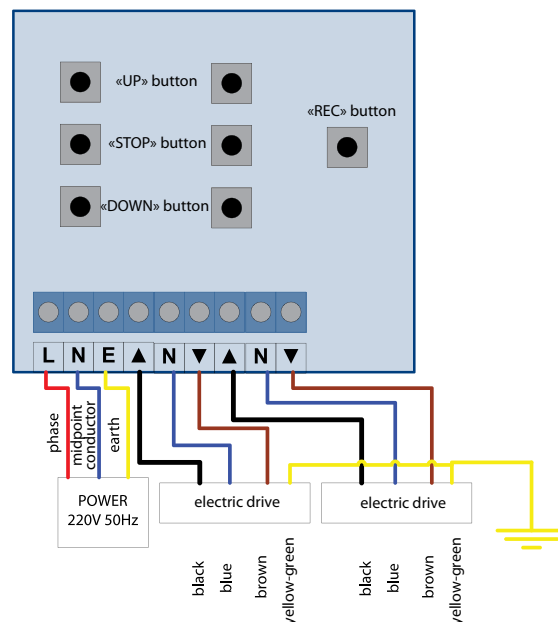 «UP» button
«REC» button
«STOP» button
«DOWN» button
L N E ▲ N ▼ ▲ N ▼
phase
midpoint
conductor
earth
POWER
220V 50Hz
electric drive
electric drive
black
blue
brown
yellow-green
black
blue
brown
yellow-green